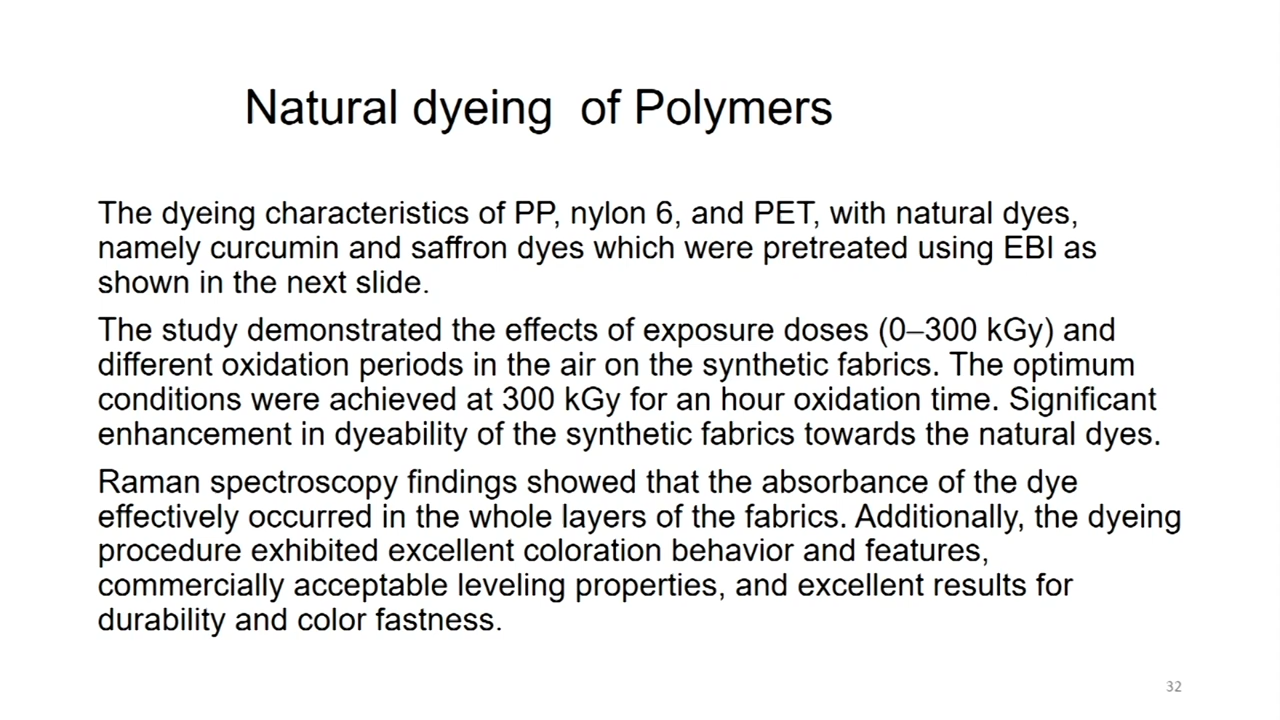 Natural dyeing of Polymers
The dyeing characteristics of PP, nylon 6, and PET, with natural dyes,
namely curcumin and saffron dyes which were pretreated using EBI as
shown in the next slide.
The study demonstrated the effects of exposure doses (0–300 kGy) and
different oxidation periods in the air on the synthetic fabrics. The optimum
conditions were achieved at 300 kGy for an hour oxidation time. Significant
enhancement in dyeability of the synthetic fabrics towards the natural dyes.
Raman spectroscopy findings showed that the absorbance of the dye
effectively occurred in the whole layers of the fabrics. Additionally, the dyeing
procedure exhibited excellent coloration behavior and features,
commercially acceptable leveling properties, and excellent results for
durability and color fastness.
32